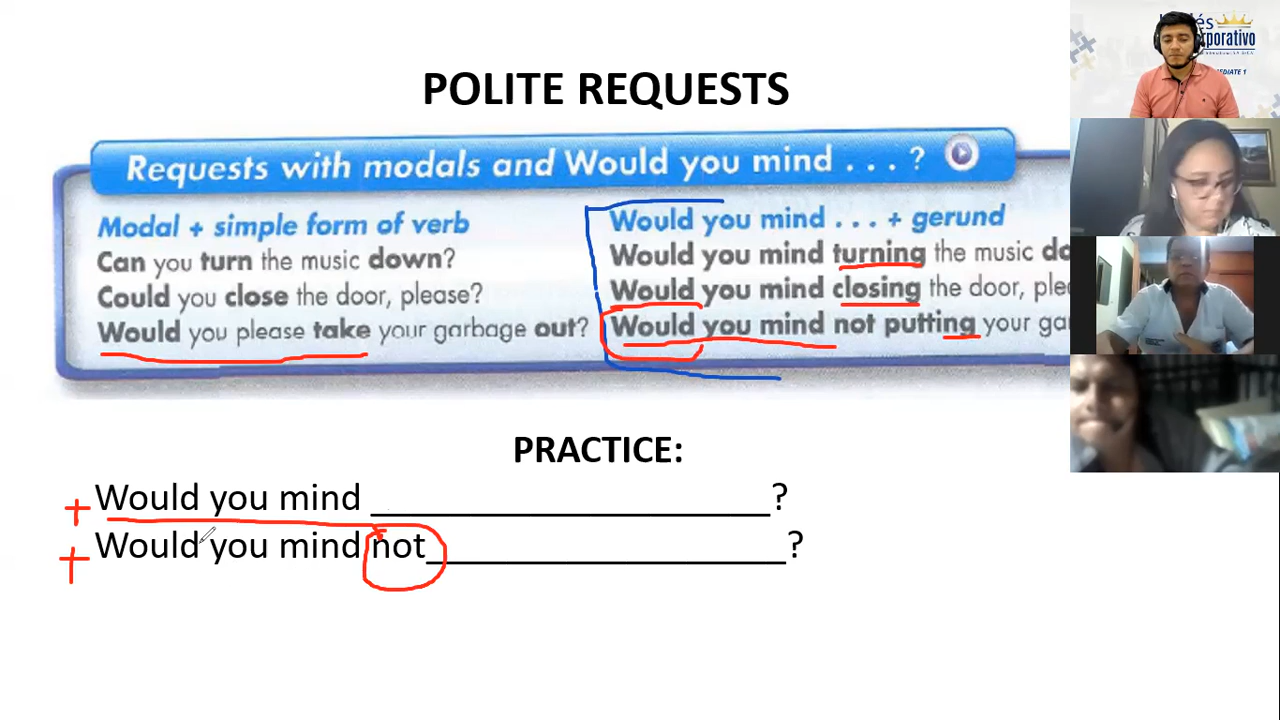 POLITE REQUESTS
Requests with modals and Would you mind . . . ?
Modal + simple form of verb
Can you turn the music down?
Could you close the door, please?
Would you please take your garbage out?
Would you mind . . . + gerund
Would you mind turning the music
Would you mind closing the door,
Would you mind not putting your
PRACTICE:
+ Would you mind ____________________?
+ Would you mind not__________________?